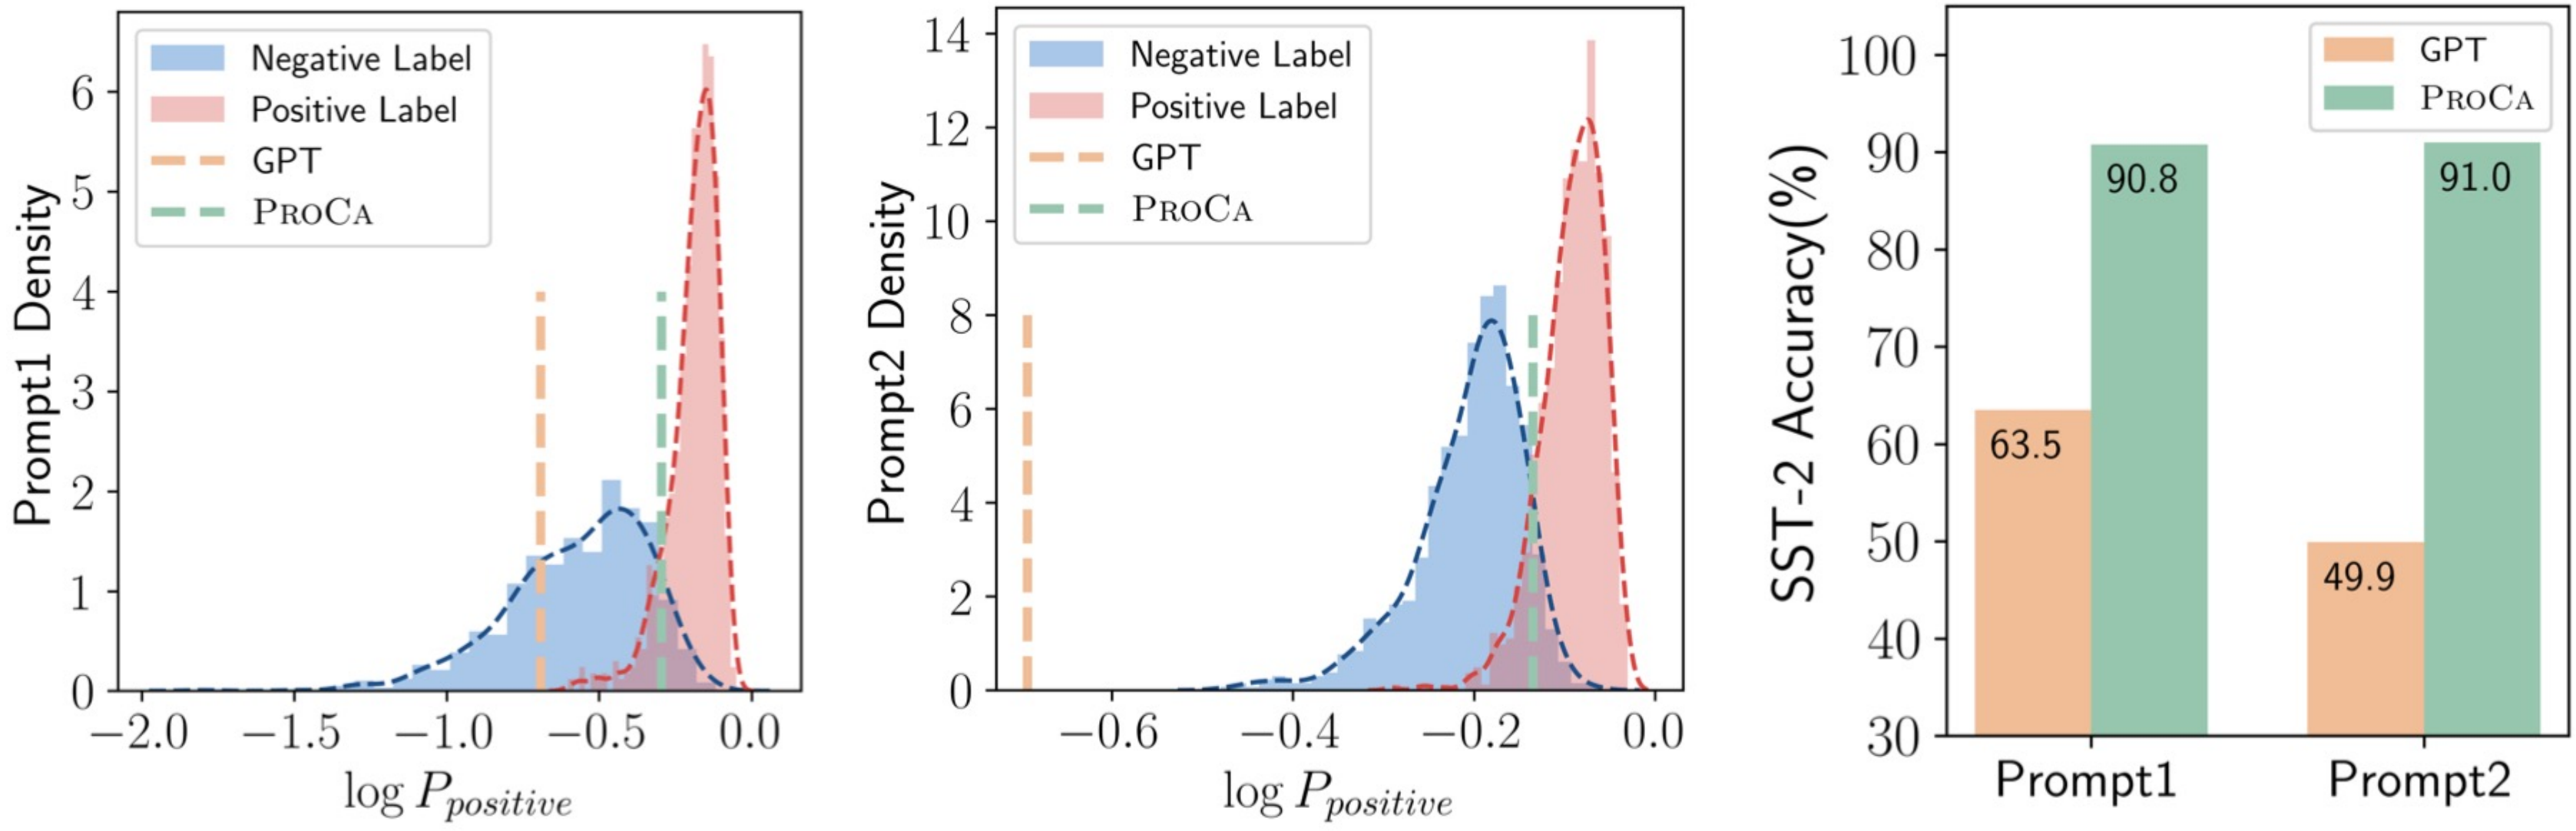 Negative Label
Positive Label
GPT
PROCA
Prompt1 Density
6
5
4
3
2
1
0
−2.0 −1.5 −1.0 −0.5 0.0
log P_positive
Negative Label
Positive Label
GPT
PROCA
Prompt2 Density
14
12
10
8
6
4
2
0
−0.6 −0.4 −0.2 0.0
log P_positive
GPT
PROCA
SST-2 Accuracy(%)
100
90
80
70
60
50
40
30
63.5
90.8
49.9
91.0
Prompt1 Prompt2